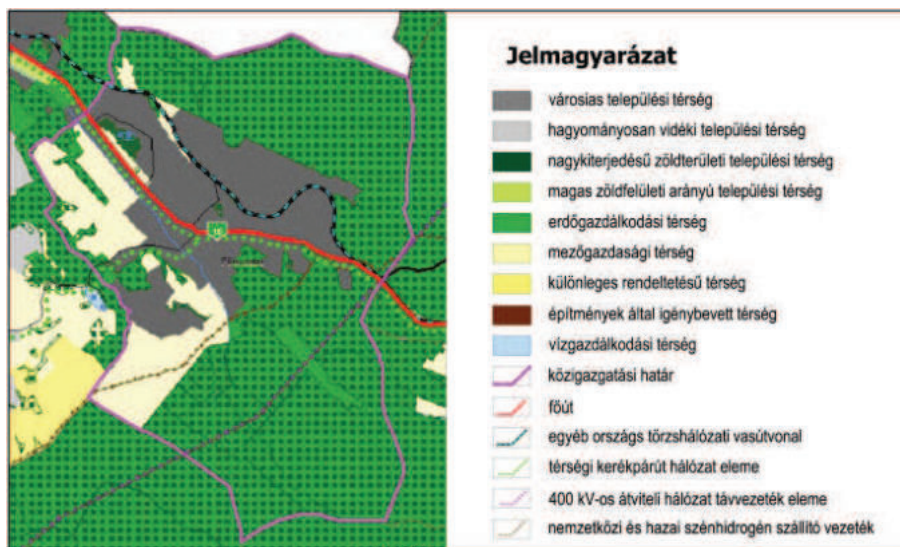 Jelmagyarázat
városias települési térség
hagyományosan vidéki települési térség
nagykiterjedésű zöldterületi települési térség
magas zöldfelületi arányú települési térség
erdőgazdálkodási térség
mezőgazdasági térség
különleges rendeltetésű térség
építmények által igénybevett térség
vízgazdálkodási térség
közigazgatási határ
főút
egyéb országs törzshálózati vasútvonal
térségi kerékpárút hálózat eleme
400 kV-os átviteli hálózat távvezeték eleme
nemzetközi és hazai szénhidrogén szállító vezeték